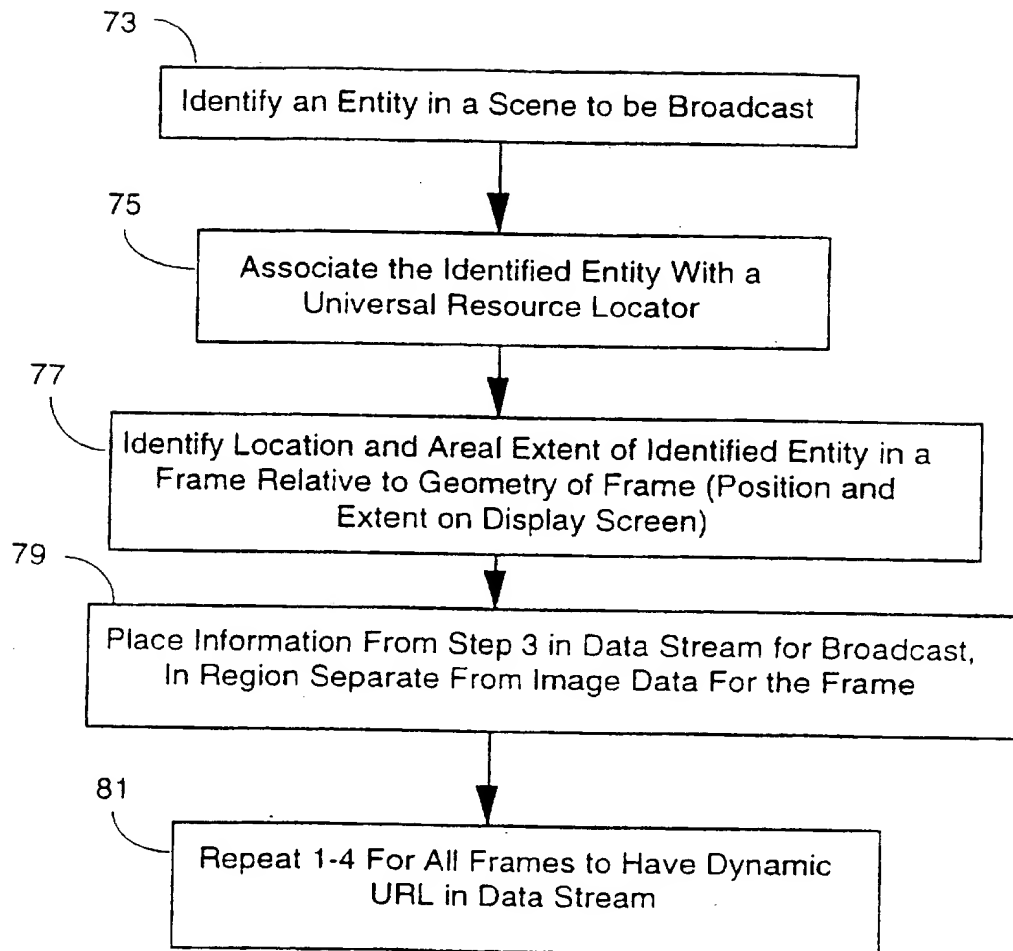 73
Identify an Entity in a Scene to be Broadcast
75
Associate the Identified Entity With a
Universal Resource Locator
77
Identify Location and Areal Extent of Identified Entity in a
Frame Relative to Geometry of Frame (Position and
Extent on Display Screen)
79
Place Information From Step 3 in Data Stream for Broadcast,
In Region Separate From Image Data For the Frame
81
Repeat 1-4 For All Frames to Have Dynamic
URL in Data Stream